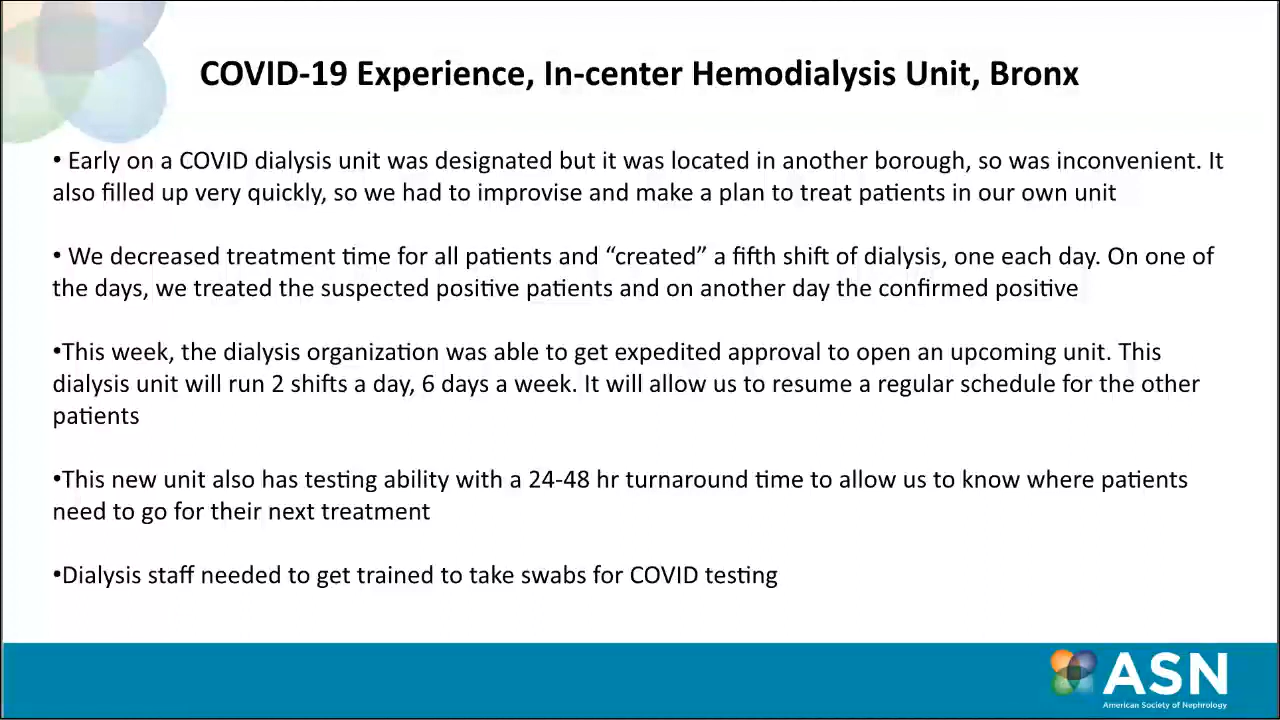 COVID-19 Experience, In-center Hemodialysis Unit, Bronx
• Early on a COVID dialysis unit was designated but it was located in another borough, so was inconvenient. It
also filled up very quickly, so we had to improvise and make a plan to treat patients in our own unit
• We decreased treatment time for all patients and “created” a fifth shift of dialysis, one each day. On one of
the days, we treated the suspected positive patients and on another day the confirmed positive
•This week, the dialysis organization was able to get expedited approval to open an upcoming unit. This
dialysis unit will run 2 shifts a day, 6 days a week. It will allow us to resume a regular schedule for the other
patients
•This new unit also has testing ability with a 24-48 hr turnaround time to allow us to know where patients
need to go for their next treatment
•Dialysis staff needed to get trained to take swabs for COVID testing
ASN
American Society of Nephrology